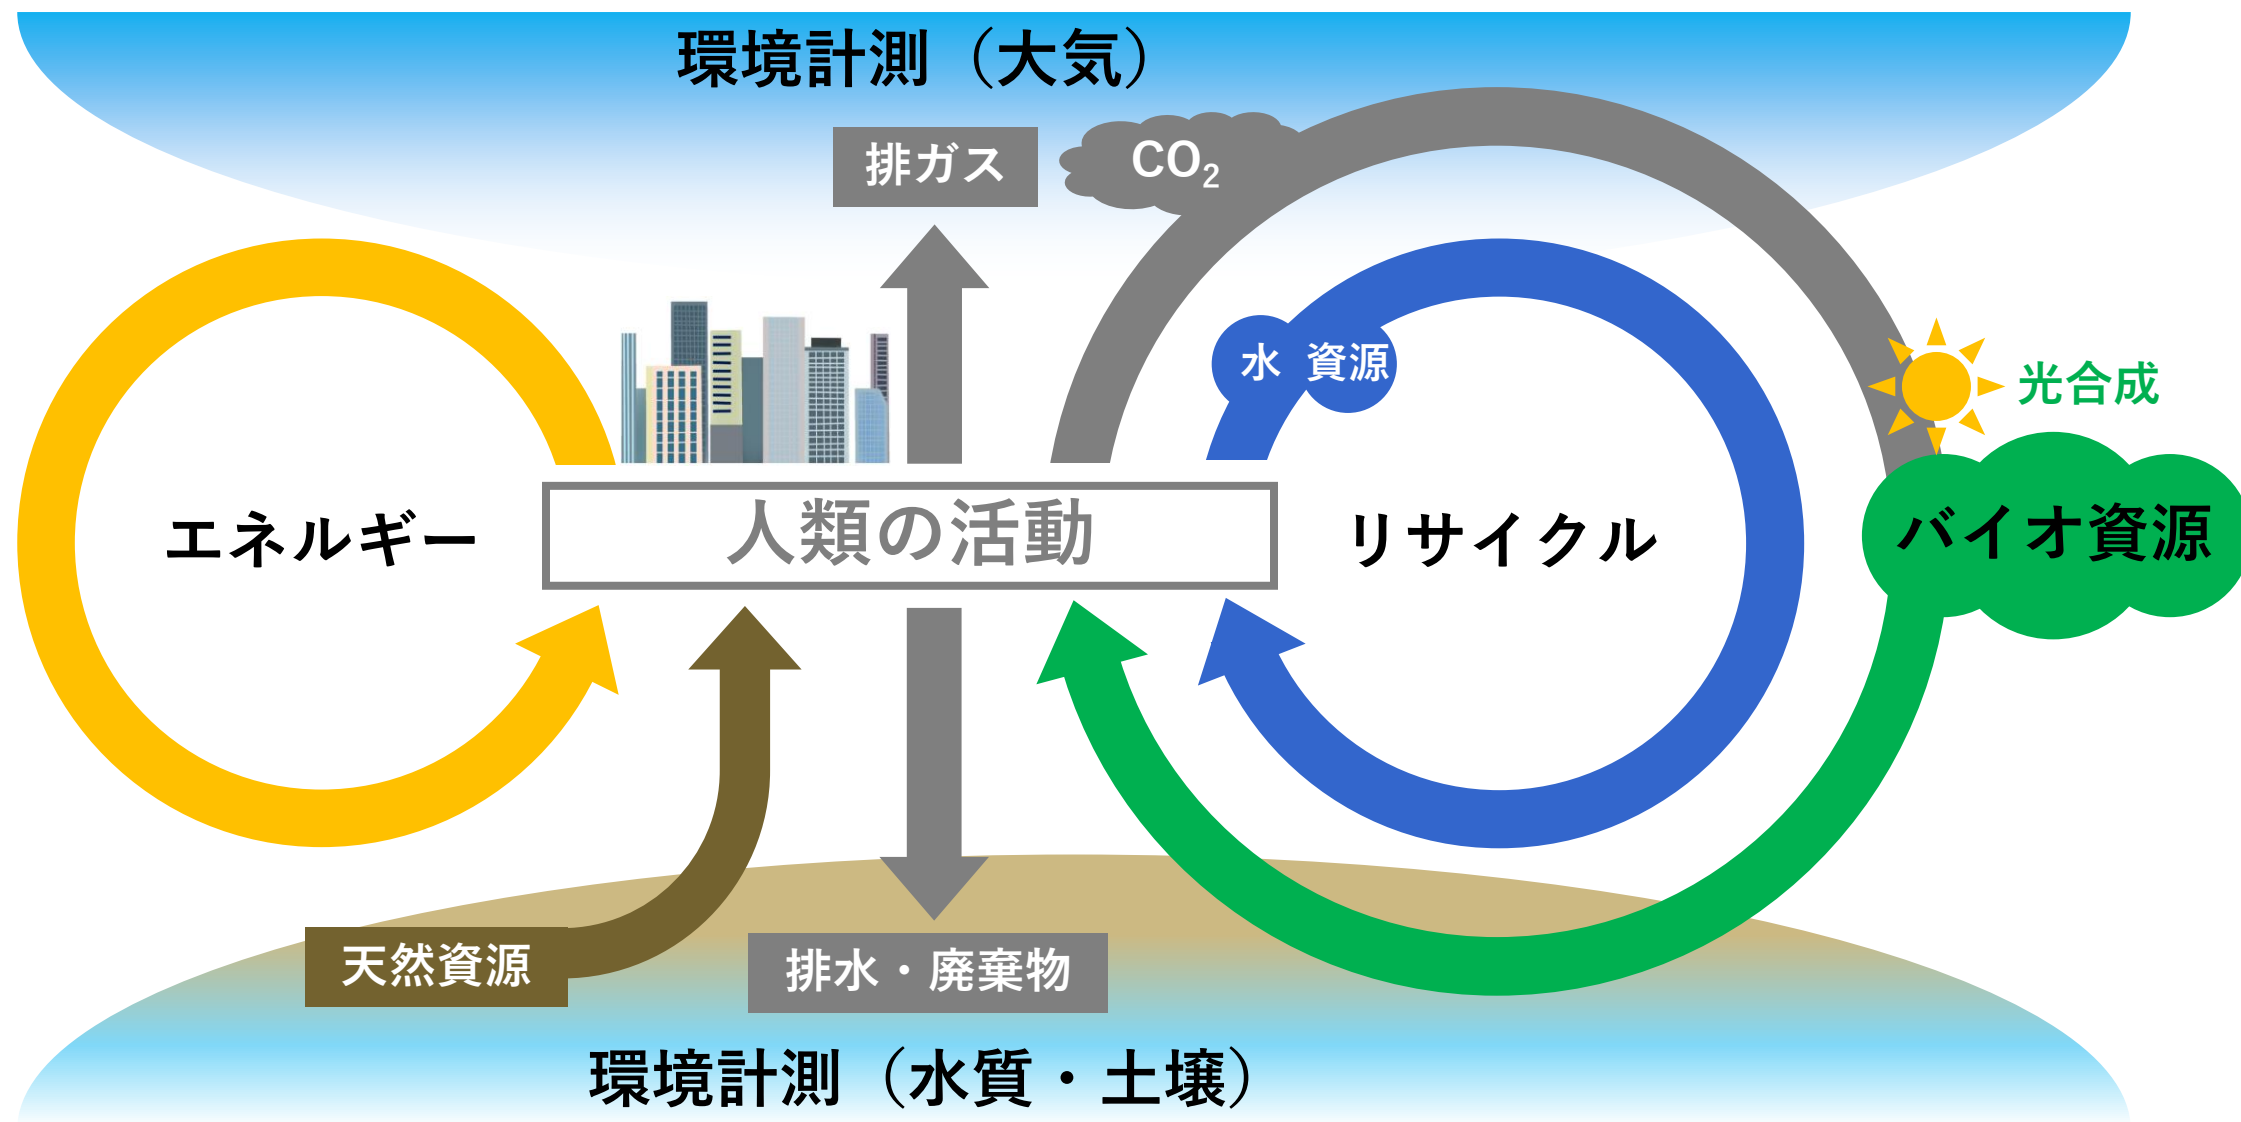 環境計測（大気）
排ガス
CO₂
水 資源
光合成
エネルギー
人類の活動
リサイクル
バイオ資源
天然資源
排水・廃棄物
環境計測（水質・土壌）